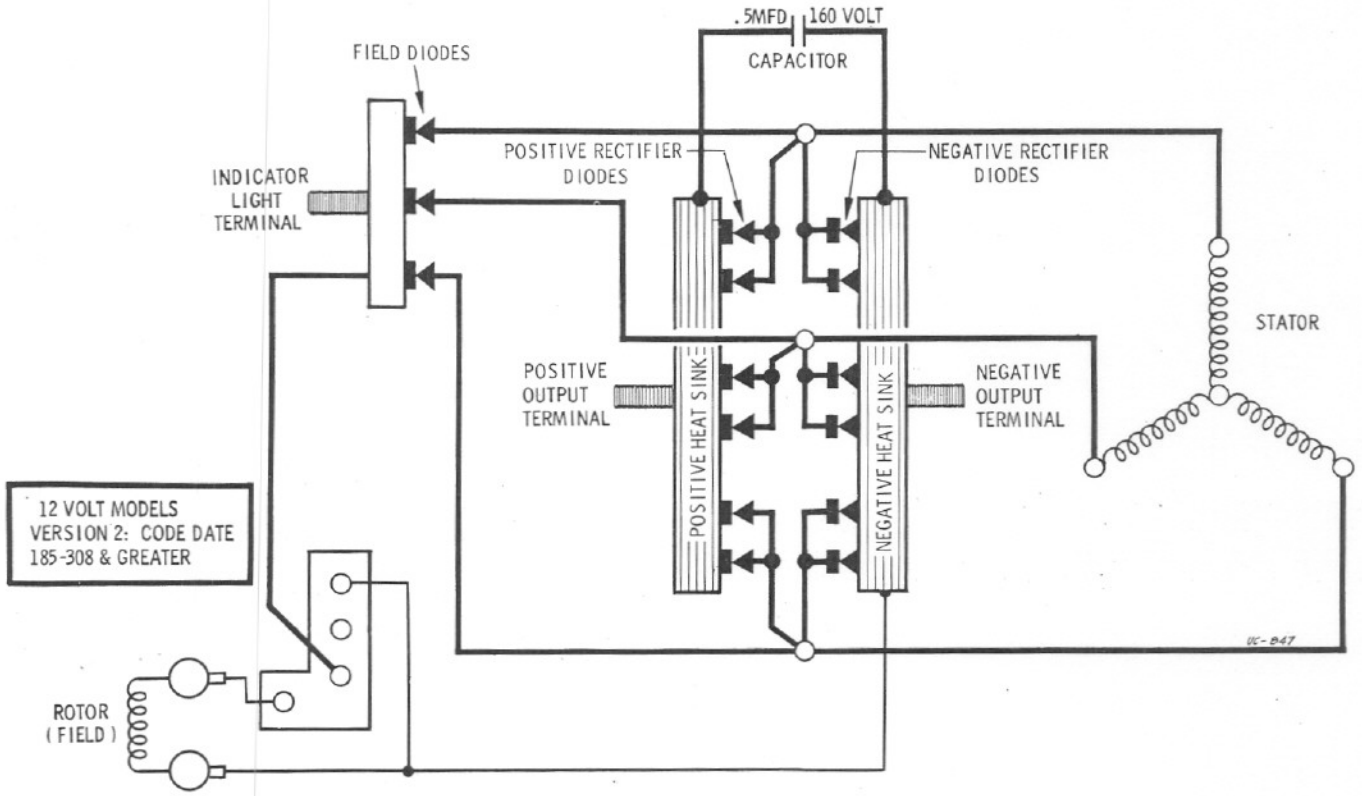 .5MFD 160 VOLT
CAPACITOR
FIELD DIODES
POSITIVE RECTIFIER
DIODES
NEGATIVE RECTIFIER
DIODES
INDICATOR
LIGHT
TERMINAL
STATOR
POSITIVE
OUTPUT
TERMINAL
POSITIVE HEAT SINK
NEGATIVE HEAT SINK
NEGATIVE
OUTPUT
TERMINAL
12 VOLT MODELS
VERSION 2: CODE DATE
185-308 & GREATER
UC-847
ROTOR
(FIELD)